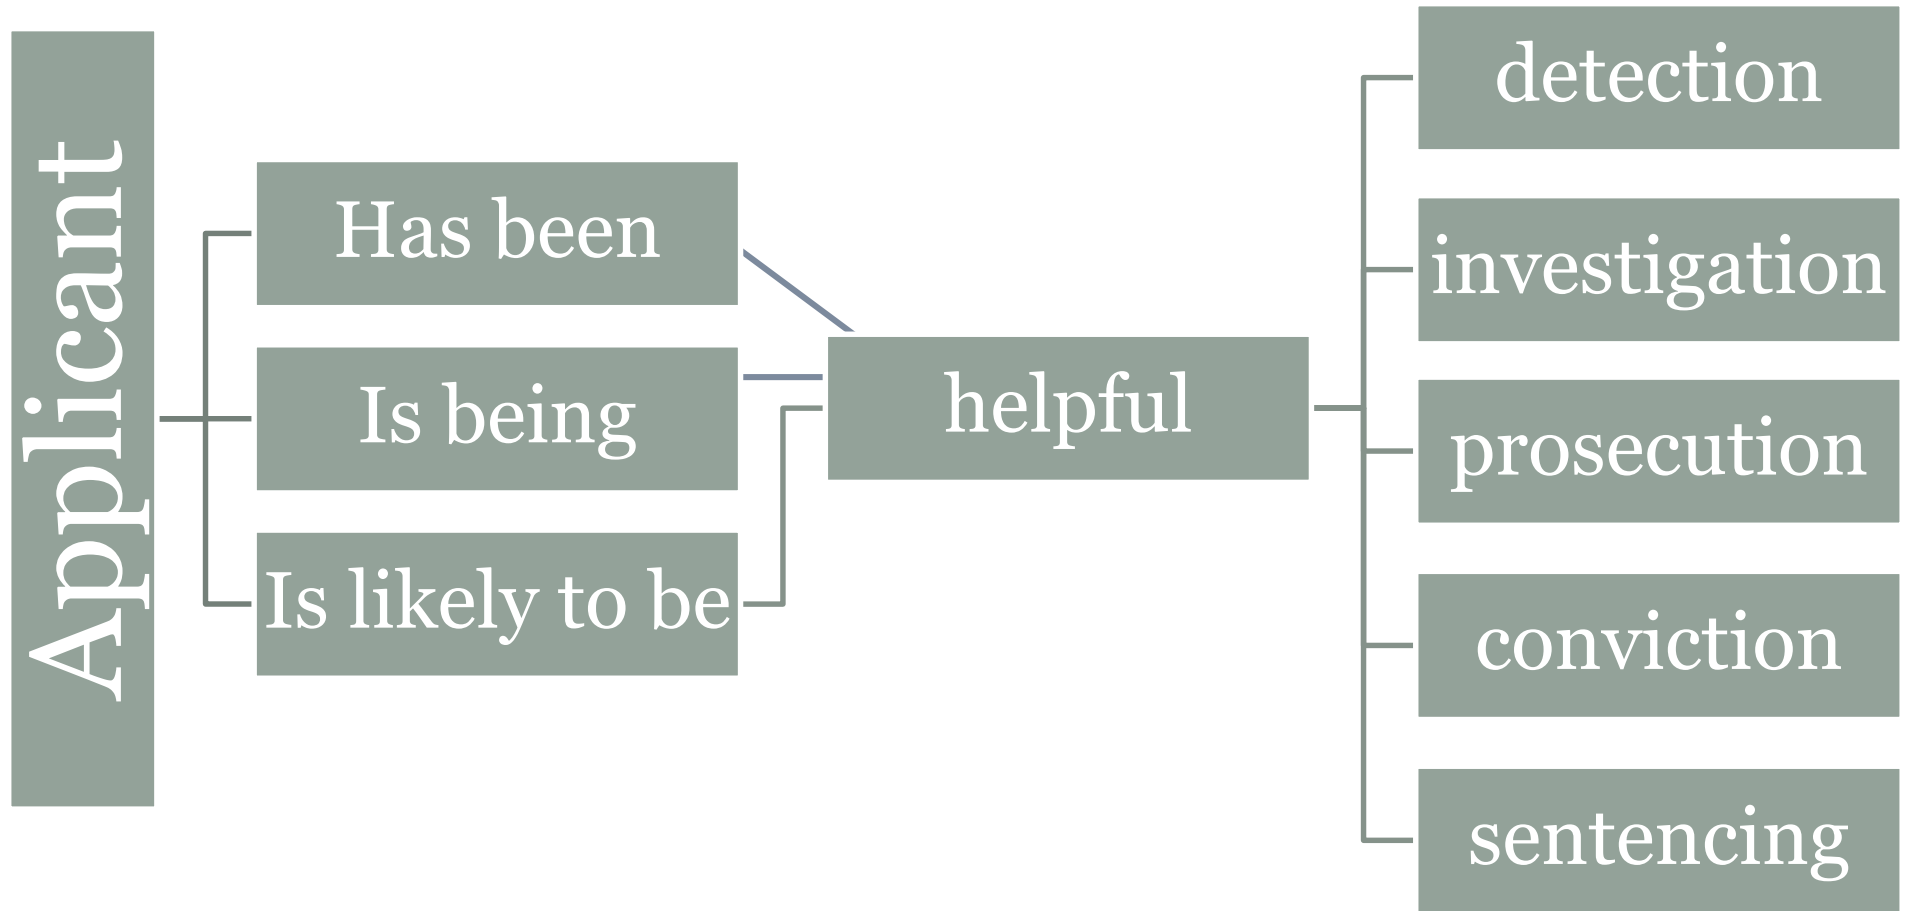 Applicant
Has been
Is being
Is likely to be
helpful
detection
investigation
prosecution
conviction
sentencing